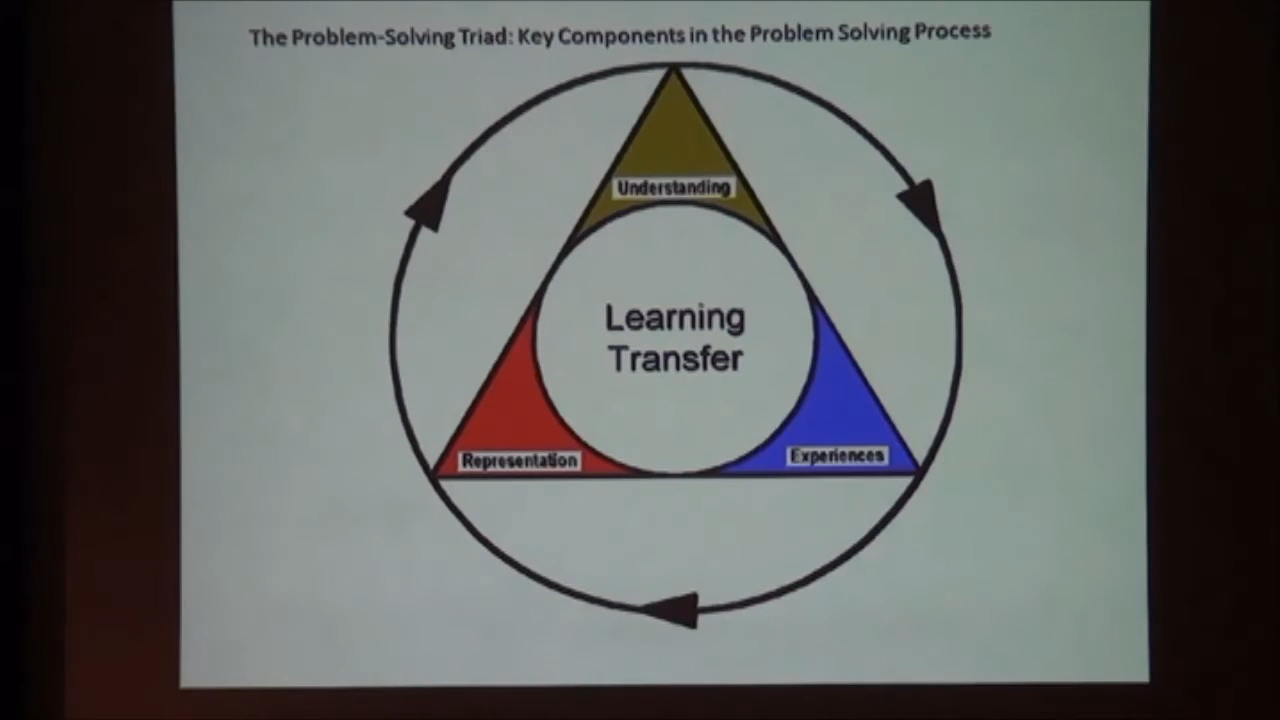 The Problem-Solving Triad: Key Components in the Problem Solving Process
Understanding
Learning
Transfer
Representation
Experiences